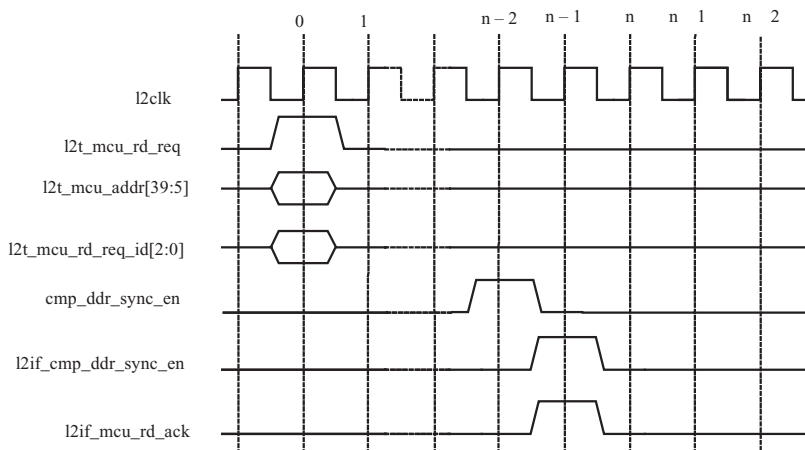 0 1 n – 2 n – 1 n n 1 n 2
l2clk
l2t_mcu_rd_req
l2t_mcu_addr[39:5]
l2t_mcu_rd_req_id[2:0]
cmp_ddr_sync_en
l2if_cmp_ddr_sync_en
l2if_mcu_rd_ack